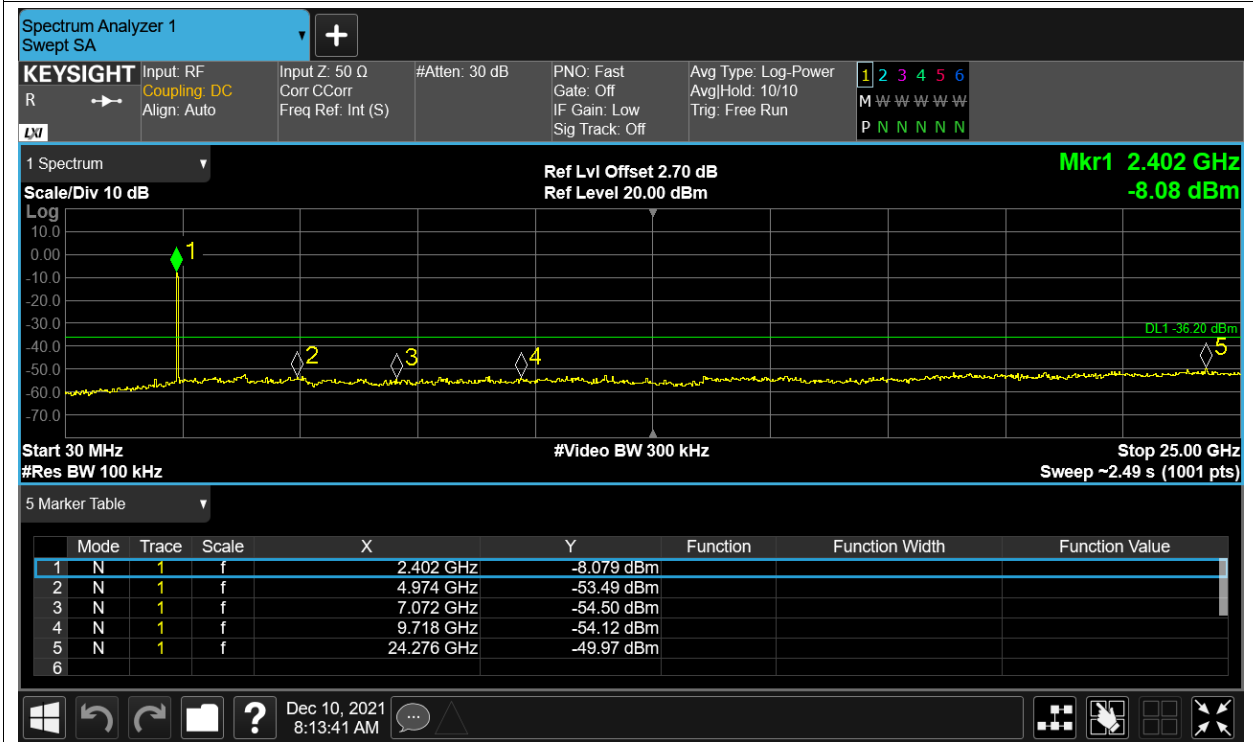 Spectrum Analyzer 1
Swept SA
KEYSIGHT Input: RF Input Z: 50 Ω #Atten: 30 dB PNO: Fast Avg Type: Log-Power 1 2 3 4 5 6
R Coupling: DC Corr CCorr Gate: Off Avg|Hold: 10/10 M W W W W W
Align: Auto Freq Ref: Int (S) IF Gain: Low Trig: Free Run
LXI Sig Track: Off P N N N N N
1 Spectrum Ref Lvl Offset 2.70 dB Mkr1 2.402 GHz
Scale/Div 10 dB Ref Level 20.00 dBm -8.08 dBm
Log
10.0
0.00 1
-10.0
-20.0
-30.0 DL1 -36.20 dBm
-40.0 2 3 4 5
-50.0
-60.0
-70.0
Start 30 MHz #Video BW 300 kHz Stop 25.00 GHz
#Res BW 100 kHz Sweep ~2.49 s (1001 pts)
5 Marker Table
Mode Trace Scale X Y Function Function Width Function Value
1 N 1 f 2.402 GHz -8.079 dBm
2 N 1 f 4.974 GHz -53.49 dBm
3 N 1 f 7.072 GHz -54.50 dBm
4 N 1 f 9.718 GHz -54.12 dBm
5 N 1 f 24.276 GHz -49.97 dBm
6
? Dec 10, 2021
8:13:41 AM